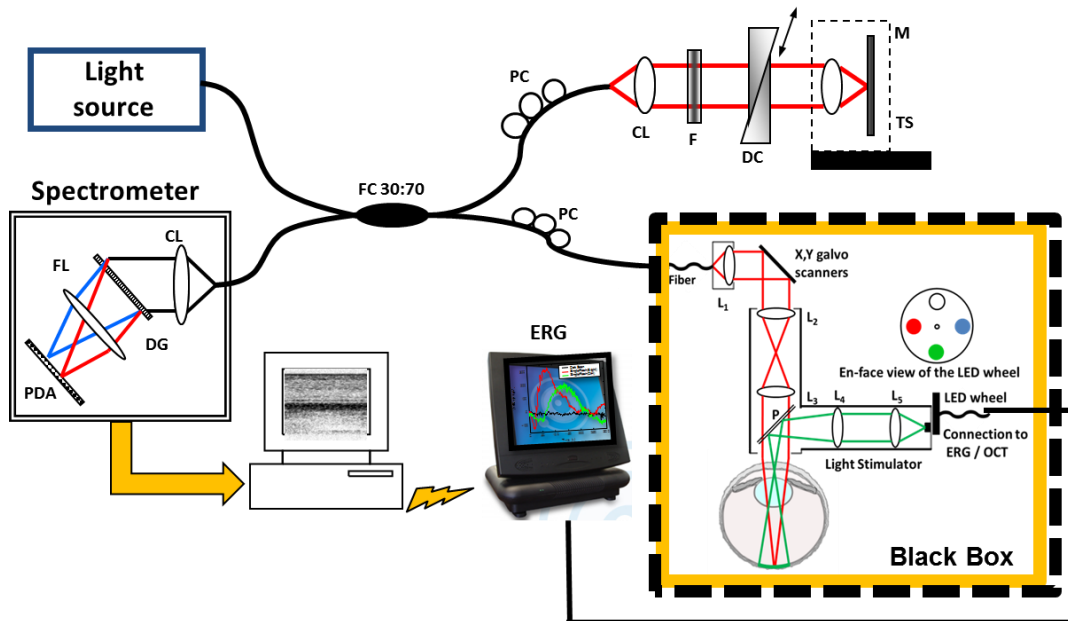 Light
source
PC
CL
F
DC
M
TS
FC 30:70
PC
Spectrometer
CL
FL
DG
PDA
ERG
Fiber
L1
X,Y galvo
scanners
L2
L3
P
L4
L5
En-face view of the LED wheel
LED wheel
Connection to
ERG / OCT
Light Stimulator
Black Box